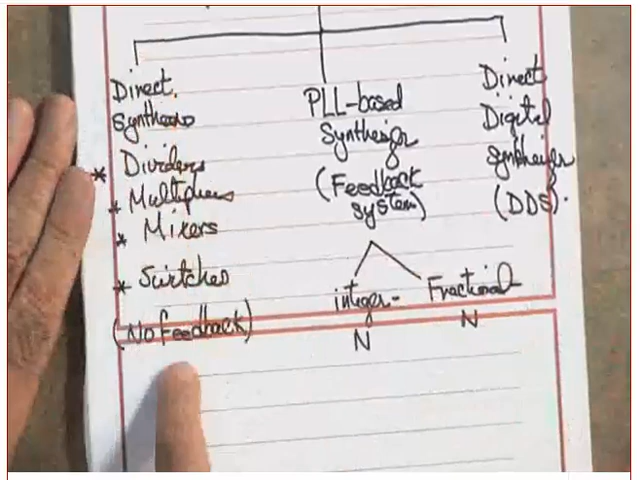 Direct
Synthesis
* Dividers
* Multipliers
* Mixers
* Switches
(No Feedback)
PLL-based
Synthesizer
(Feedback
System)
integer-
N
Fractional
N
Direct
Digital
Synthesizer
(DDS).